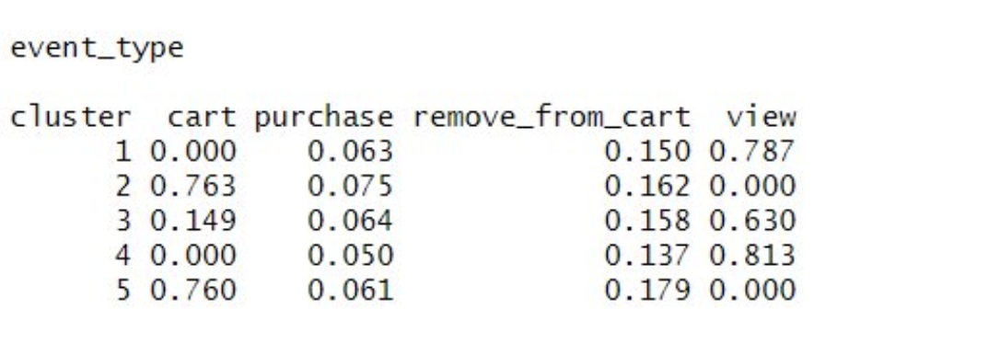 event_type
cluster cart purchase remove_from_cart view
1 0.000 0.063 0.150 0.787
2 0.763 0.075 0.162 0.000
3 0.149 0.064 0.158 0.630
4 0.000 0.050 0.137 0.813
5 0.760 0.061 0.179 0.000